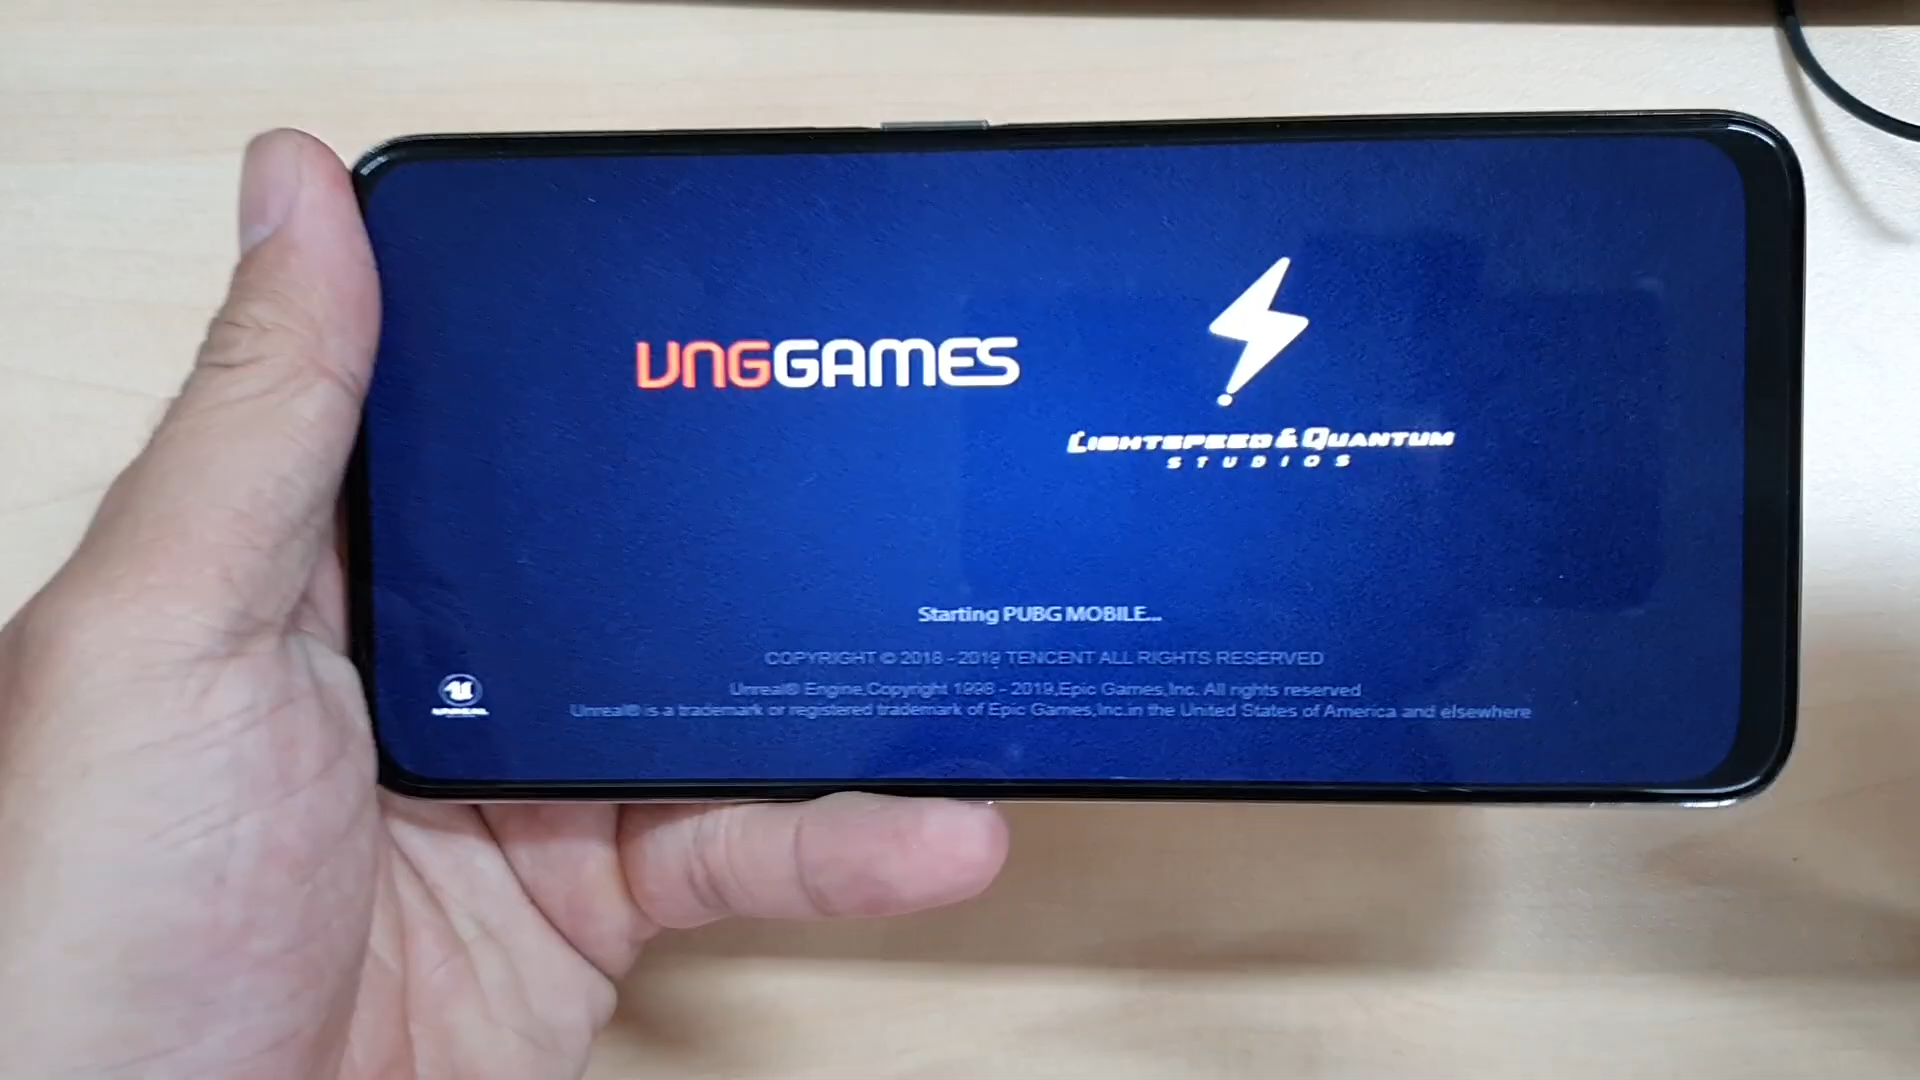 VNGGAMES
LIGHTSPEED & QUANTUM
STUDIOS
Starting PUBG MOBILE...
COPYRIGHT © 2018 - 2019 TENCENT ALL RIGHTS RESERVED
Unreal® Engine,Copyright 1998 - 2019,Epic Games,Inc. All rights reserved
Unreal® is a trademark or registered trademark of Epic Games,Inc.in the United States of America and elsewhere
UNREAL